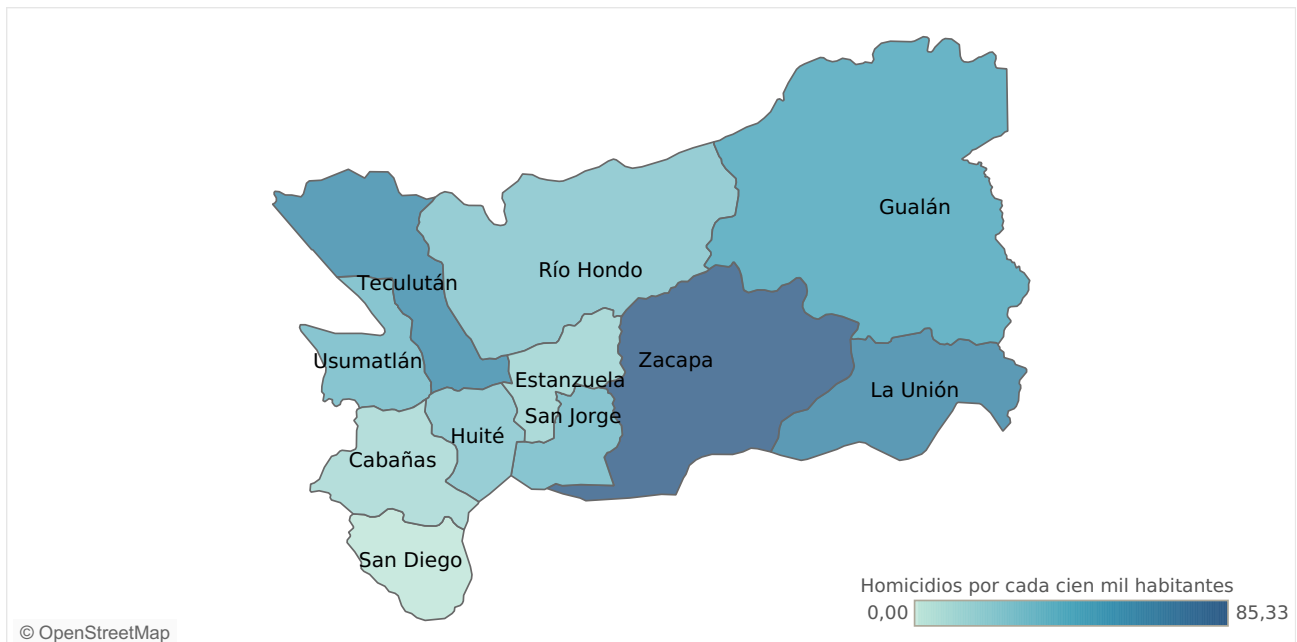 Gualán
Río Hondo
Teculután
Usumatlán
Zacapa
Estanzuela
La Unión
San Jorge
Huité
Cabañas
San Diego
Homicidios por cada cien mil habitantes
0,00 85,33
© OpenStreetMap